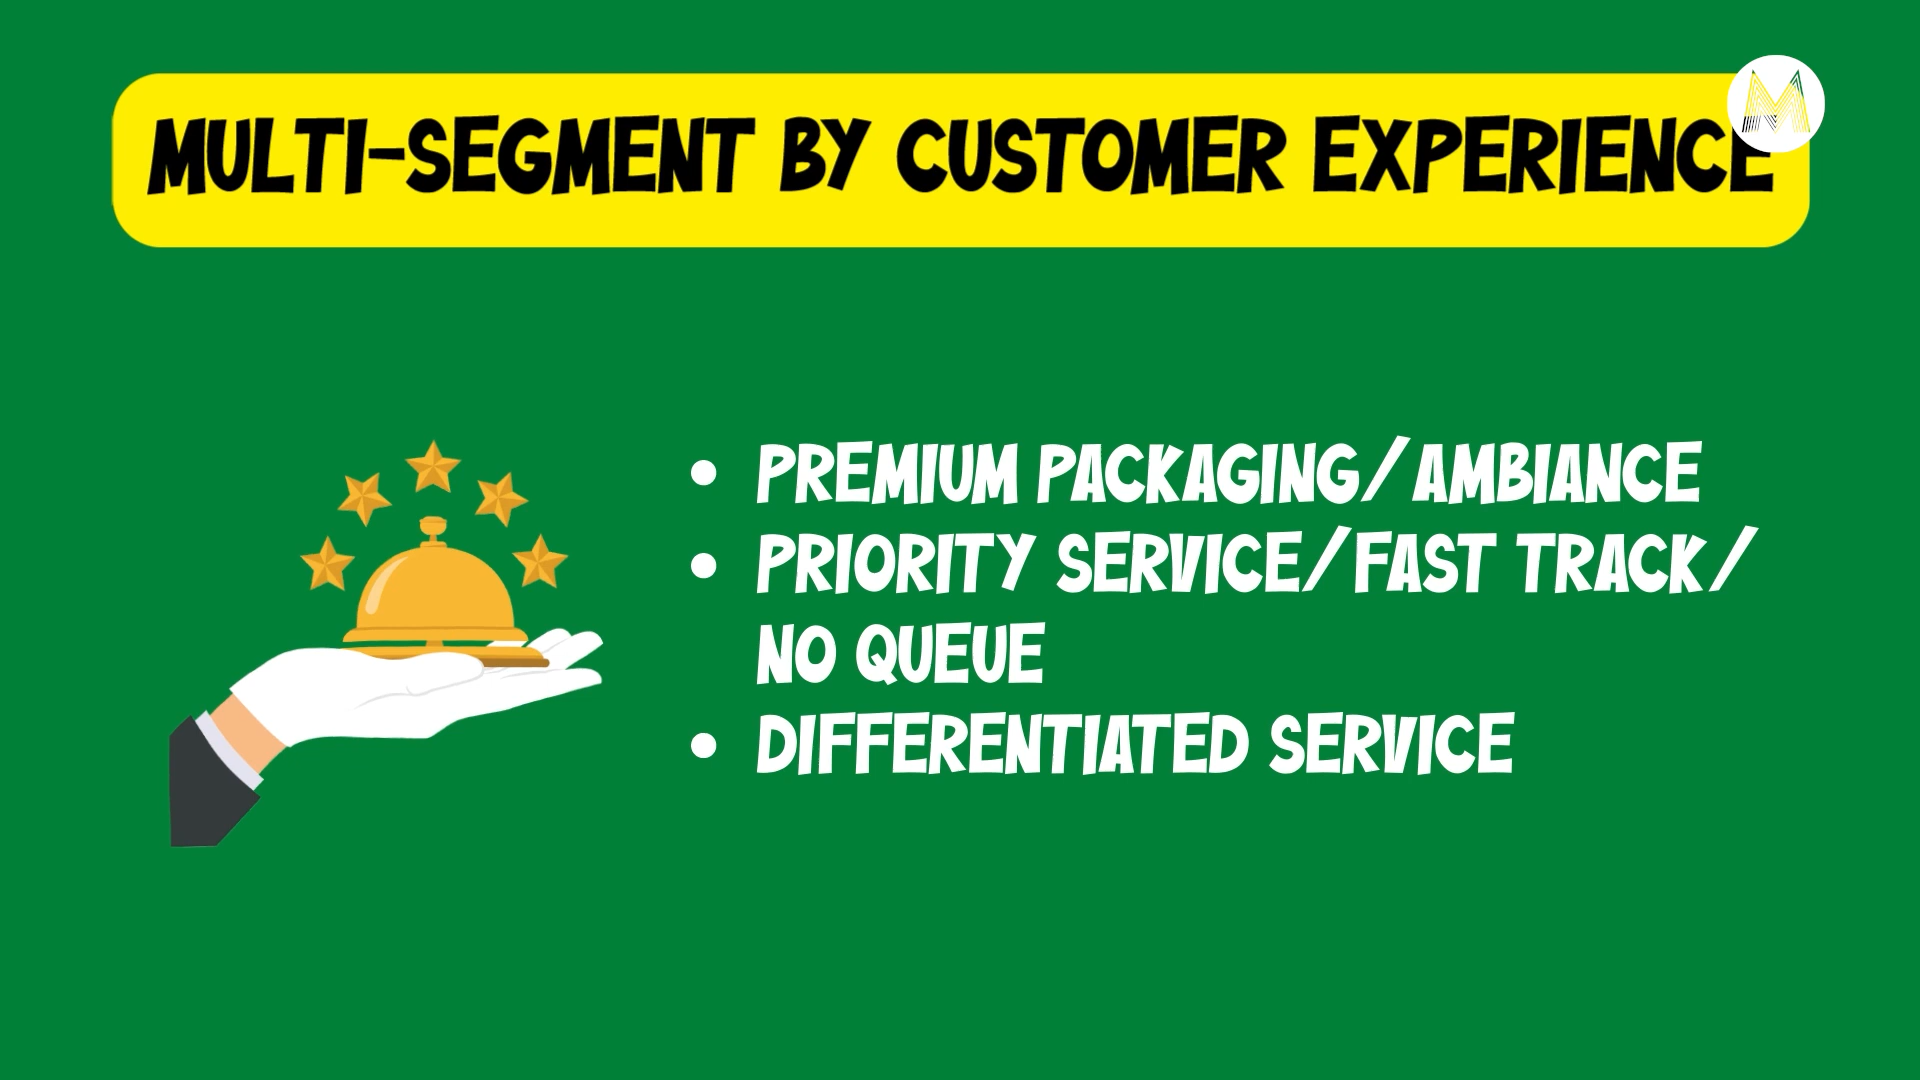 MULTI-SEGMENT BY CUSTOMER EXPERIENCE
M
• PREMIUM PACKAGING/AMBIANCE
• PRIORITY SERVICE/FAST TRACK/
NO QUEUE
• DIFFERENTIATED SERVICE